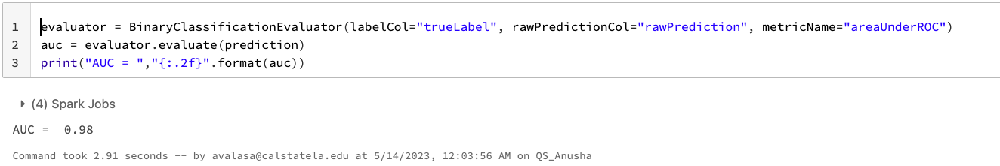 1 evaluator = BinaryClassificationEvaluator(labelCol="trueLabel", rawPredictionCol="rawPrediction", metricName="areaUnderROC")
2 auc = evaluator.evaluate(prediction)
3 print("AUC = ","{:.2f}".format(auc))
(4) Spark Jobs
AUC =  0.98
Command took 2.91 seconds -- by avalasa@calstatela.edu at 5/14/2023, 12:03:56 AM on QS_Anusha